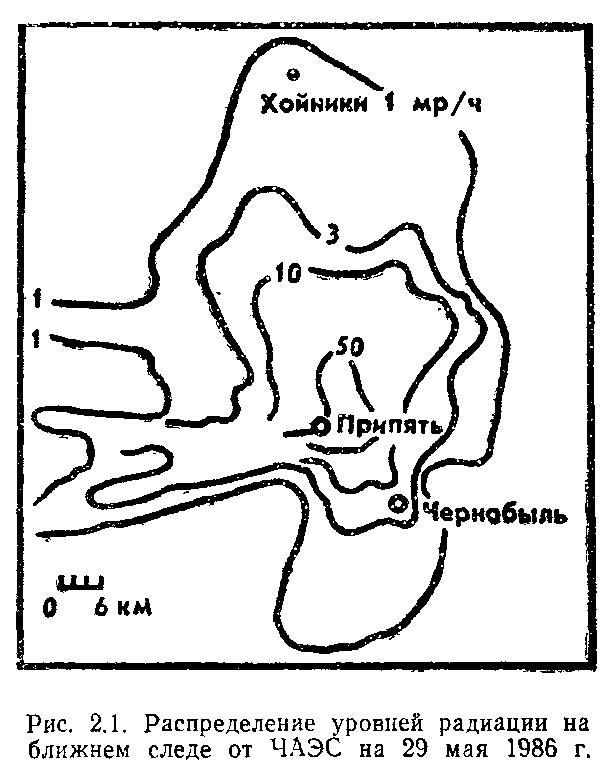 Хойники 1 мр/ч
3
10
1
1
50
Припять
Чернабыль
0 6 км
Рис. 2.1. Распределение уровней радиации на
ближнем следе от ЧАЭС на 29 мая 1986 г.